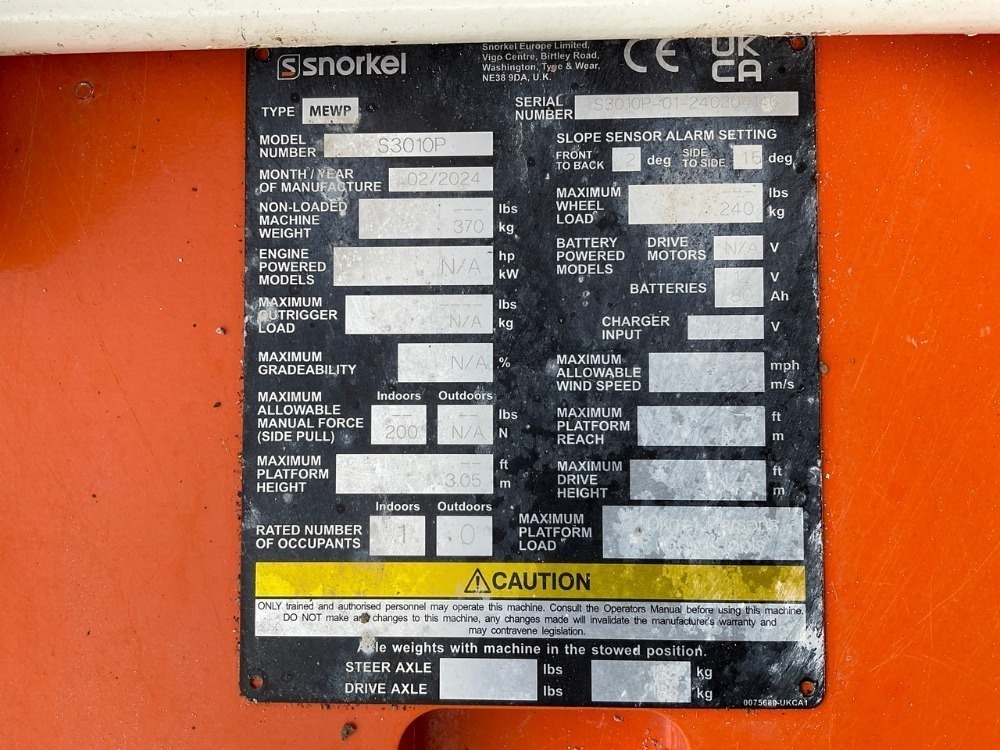 snorkel
Snorkel Europe Limited,
Vigo Centre, Birtley Road,
Washington, Tyne & Wear,
NE38 9DA, U.K.
CE
UK
CA
TYPE MEWP
SERIAL
NUMBER
MODEL
NUMBER S3010P
SLOPE SENSOR ALARM SETTING
FRONT
TO BACK 2 deg
SIDE
TO SIDE deg
MONTH / YEAR
OF MANUFACTURE 02/2024
NON-LOADED
MACHINE
WEIGHT
--- lbs
370 kg
MAXIMUM
WHEEL
LOAD
--- lbs
240 kg
ENGINE
POWERED
MODELS
N/A
hp
kW
BATTERY
POWERED
MODELS
DRIVE
MOTORS N/A V
BATTERIES
V
Ah
MAXIMUM
OUTRIGGER
LOAD
---- lbs
N/A kg
CHARGER
INPUT V
MAXIMUM
GRADEABILITY N/A %
MAXIMUM
ALLOWABLE
WIND SPEED
mph
m/s
MAXIMUM
ALLOWABLE
MANUAL FORCE
(SIDE PULL)
Indoors Outdoors
-- -- lbs
200 N/A N
MAXIMUM
PLATFORM
REACH
ft
m
MAXIMUM
PLATFORM
HEIGHT
-- ft
3.05 m
MAXIMUM
DRIVE
HEIGHT
ft
m
Indoors Outdoors
RATED NUMBER
OF OCCUPANTS 1 0
MAXIMUM
PLATFORM
LOAD
CAUTION
ONLY trained and authorised personnel may operate this machine. Consult the Operators Manual before using this machine.
DO NOT make any changes to this machine, any changes made will invalidate the manufacturer's warranty and
may contravene legislation.
Axle weights with machine in the stowed position.
STEER AXLE lbs kg
DRIVE AXLE lbs kg
0075689-UKCA1